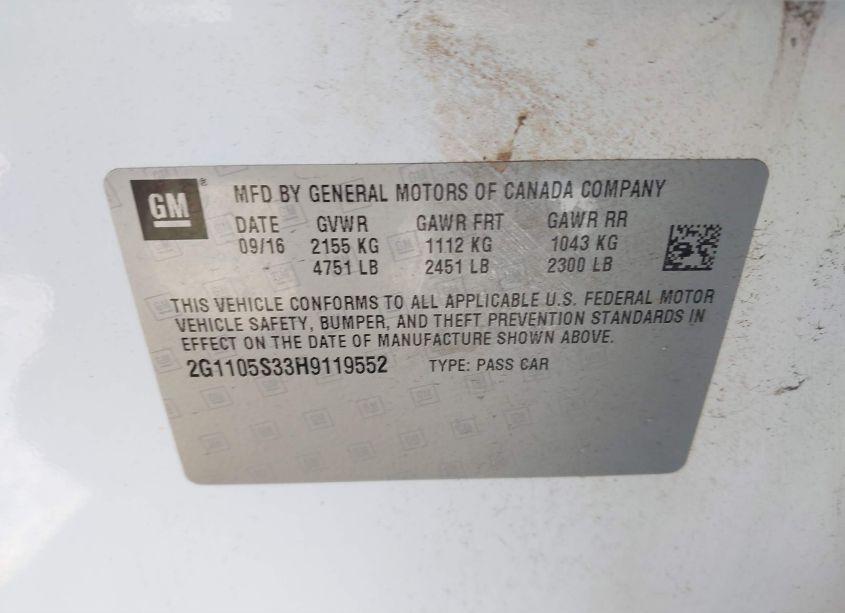 GM® MFD BY GENERAL MOTORS OF CANADA COMPANY
DATE GVWR GAWR FRT GAWR RR
09/16 2155 KG 1112 KG 1043 KG
4751 LB 2451 LB 2300 LB
THIS VEHICLE CONFORMS TO ALL APPLICABLE U.S. FEDERAL MOTOR
VEHICLE SAFETY, BUMPER, AND THEFT PREVENTION STANDARDS IN
EFFECT ON THE DATE OF MANUFACTURE SHOWN ABOVE.
2G1105S33H9119552 TYPE: PASS CAR